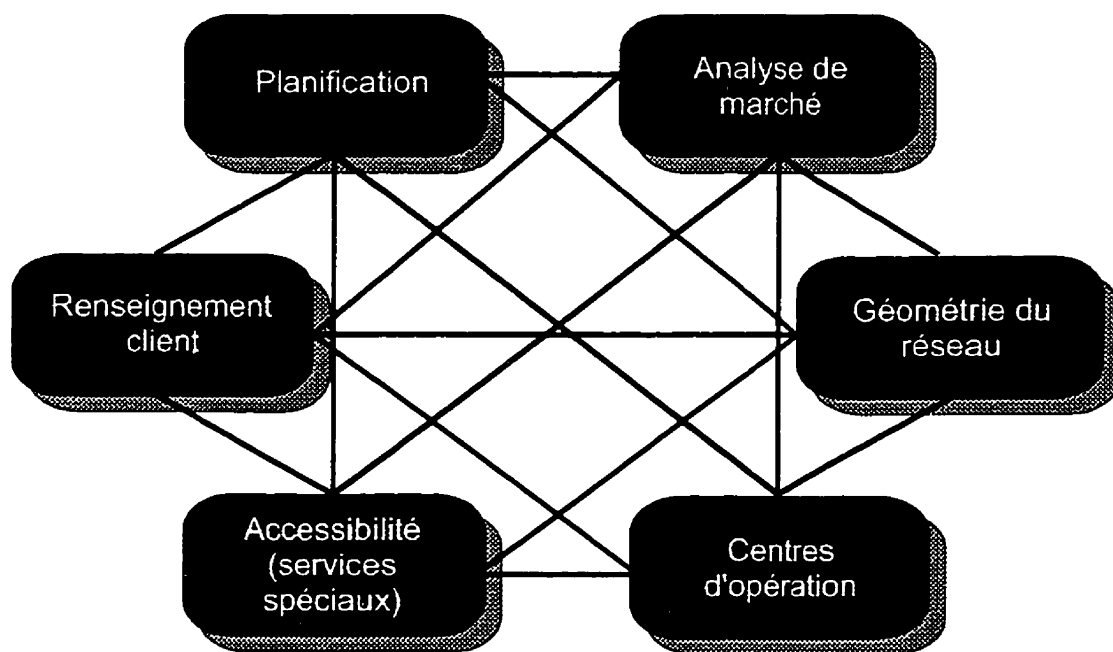 Planification
Analyse de
marché
Renseignement
client
Géométrie du
réseau
Accessibilité
(services
spéciaux)
Centres
d'opération